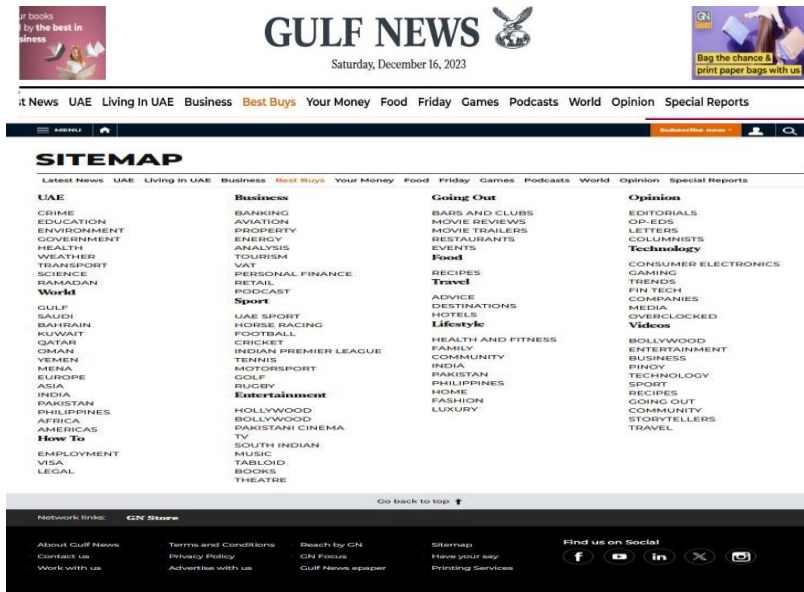 ur books
d by the best in
siness
GULF NEWS
Saturday, December 16, 2023
GN
Bag the chance &
print paper bags with us
st News UAE Living In UAE Business Best Buys Your Money Food Friday Games Podcasts World Opinion Special Reports
MENU
Subscribe now
SITEMAP
Latest News UAE Living In UAE Business Best Buys Your Money Food Friday Games Podcasts World Opinion Special Reports
UAE
CRIME
EDUCATION
ENVIRONMENT
GOVERNMENT
HEALTH
WEATHER
TRANSPORT
SCIENCE
RAMADAN
World
GULF
SAUDI
BAHRAIN
KUWAIT
QATAR
OMAN
YEMEN
MENA
EUROPE
ASIA
INDIA
PAKISTAN
PHILIPPINES
AFRICA
AMERICAS
How To
EMPLOYMENT
VISA
LEGAL
Business
BANKING
AVIATION
PROPERTY
ENERGY
ANALYSIS
TOURISM
VAT
PERSONAL FINANCE
RETAIL
PODCAST
Sport
UAE SPORT
HORSE RACING
FOOTBALL
CRICKET
INDIAN PREMIER LEAGUE
TENNIS
MOTORSPORT
GOLF
RUGBY
Entertainment
HOLLYWOOD
BOLLYWOOD
PAKISTANI CINEMA
TV
SOUTH INDIAN
MUSIC
TABLOID
BOOKS
THEATRE
Going Out
BARS AND CLUBS
MOVIE REVIEWS
MOVIE TRAILERS
RESTAURANTS
EVENTS
Food
RECIPES
Travel
ADVICE
DESTINATIONS
HOTELS
Lifestyle
HEALTH AND FITNESS
FAMILY
COMMUNITY
INDIA
PAKISTAN
PHILIPPINES
HOME
FASHION
LUXURY
Opinion
EDITORIALS
OP-EDS
LETTERS
COLUMNISTS
Technology
CONSUMER ELECTRONICS
GAMING
TRENDS
FIN TECH
COMPANIES
MEDIA
OVERCLOCKED
Videos
BOLLYWOOD
ENTERTAINMENT
BUSINESS
PINOY
TECHNOLOGY
SPORT
RECIPES
GOING OUT
COMMUNITY
STORYTELLERS
TRAVEL
Go back to top
Network links: GN Store
About Gulf News
Contact us
Work with us
Terms and Conditions
Privacy Policy
Advertise with us
Reach by GN
GN Focus
Gulf News epaper
Sitemap
Have your say
Printing Services
Find us on Social